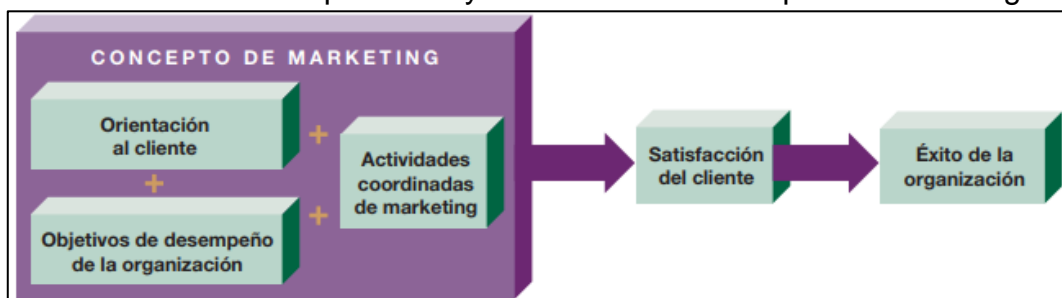 CONCEPTO DE MARKETING
Orientación
al cliente
+
+
Objetivos de desempeño
de la organización
+
Actividades
coordinadas
de marketing
Satisfacción
del cliente
Éxito de la
organización